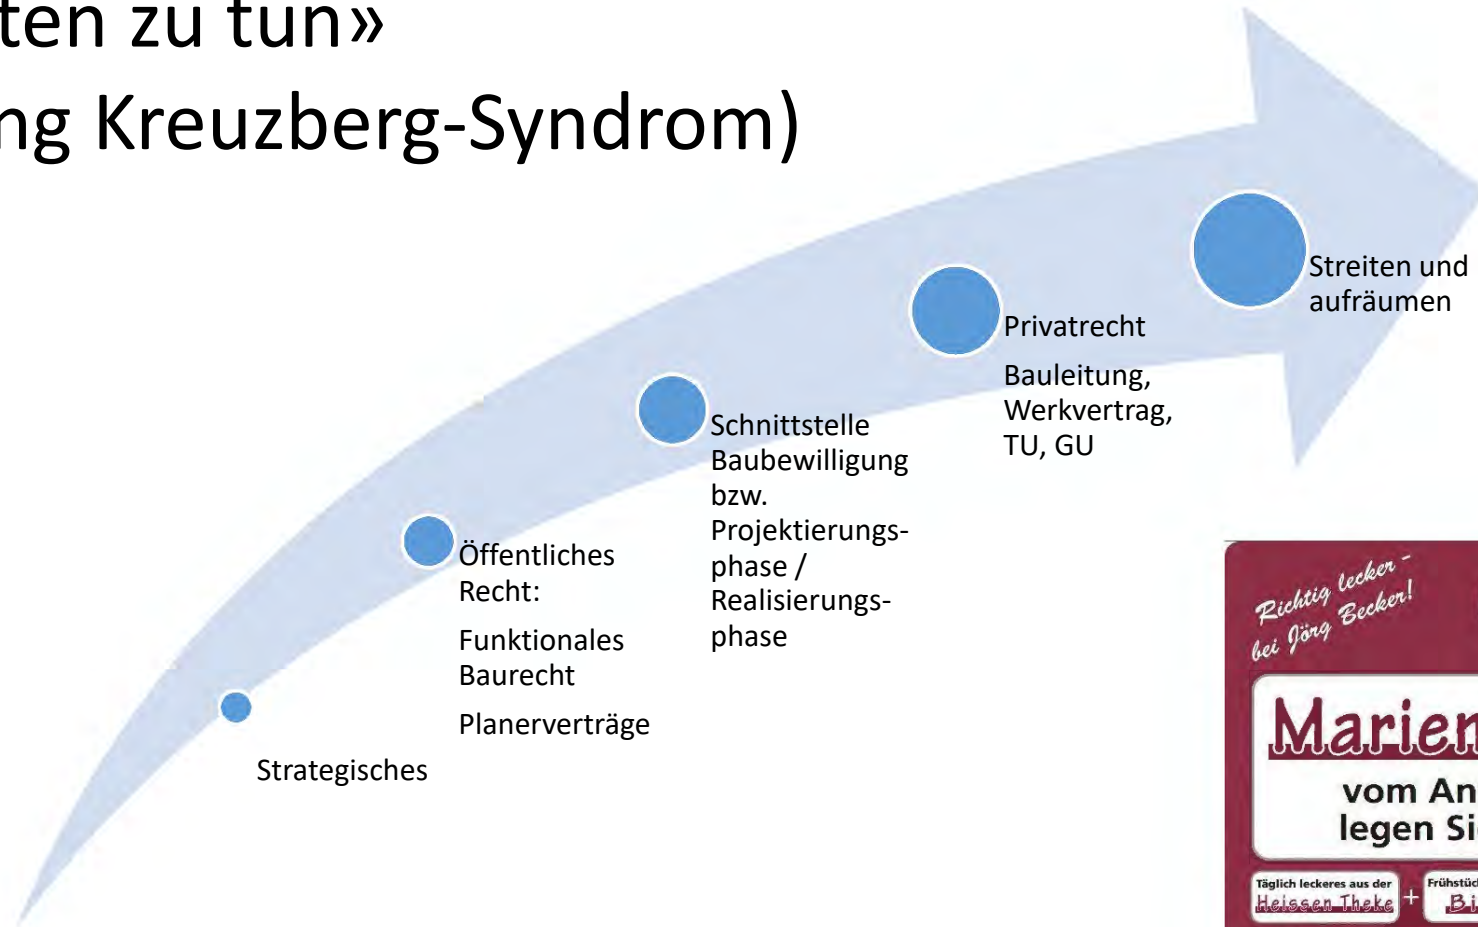 ten zu tun»
ng Kreuzberg-Syndrom)
Streiten und
aufräumen
Privatrecht
Bauleitung,
Werkvertrag,
TU, GU
Schnittstelle
Baubewilligung
bzw.
Projektierungs-
phase /
Realisierungs-
phase
Öffentliches
Recht:
Funktionales
Baurecht
Planerverträge
Strategisches
Richtig lecker -
bei Jörg Becker!
Marien
vom An
legen Si
Täglich leckeres aus der
Heissen Theke
+
Frühstüc
Bi